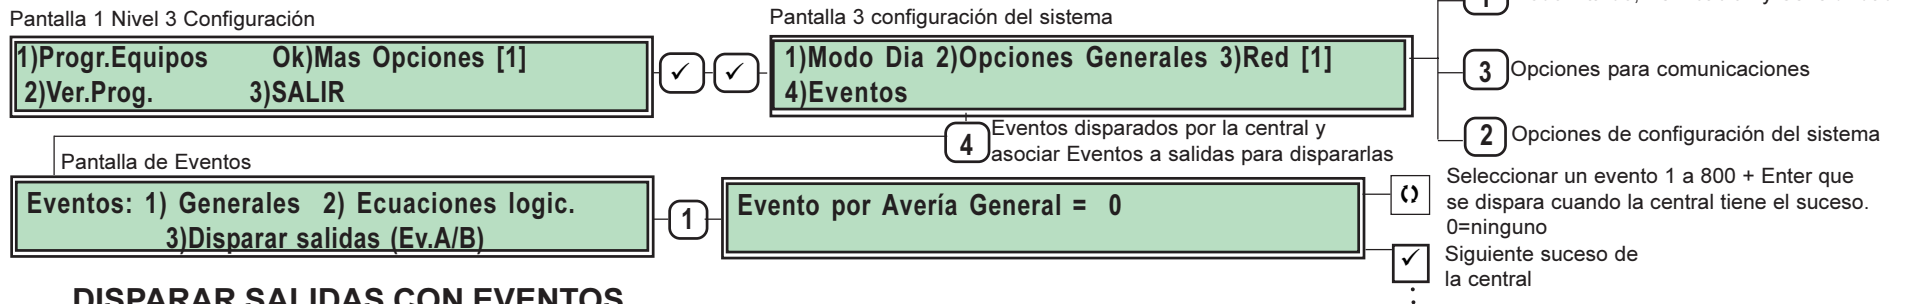 Pantalla 1 Nivel 3 Configuración
1)Progr.Equipos Ok)Mas Opciones [1]
2)Ver.Prog. 3)SALIR
✓ ✓
Pantalla 3 configuración del sistema
1)Modo Dia 2)Opciones Generales 3)Red [1]
4)Eventos
1
3 Opciones para comunicaciones
2 Opciones de configuración del sistema
4 Eventos disparados por la central y
asociar Eventos a salidas para dispararlas
Pantalla de Eventos
Eventos: 1) Generales 2) Ecuaciones logic.
3)Disparar salidas (Ev.A/B)
1
Evento por Avería General = 0
Seleccionar un evento 1 a 800 + Enter que
se dispara cuando la central tiene el suceso.
0=ninguno
✓ Siguiente suceso de
la central
DISPARAR SALIDAS CON EVENTOS